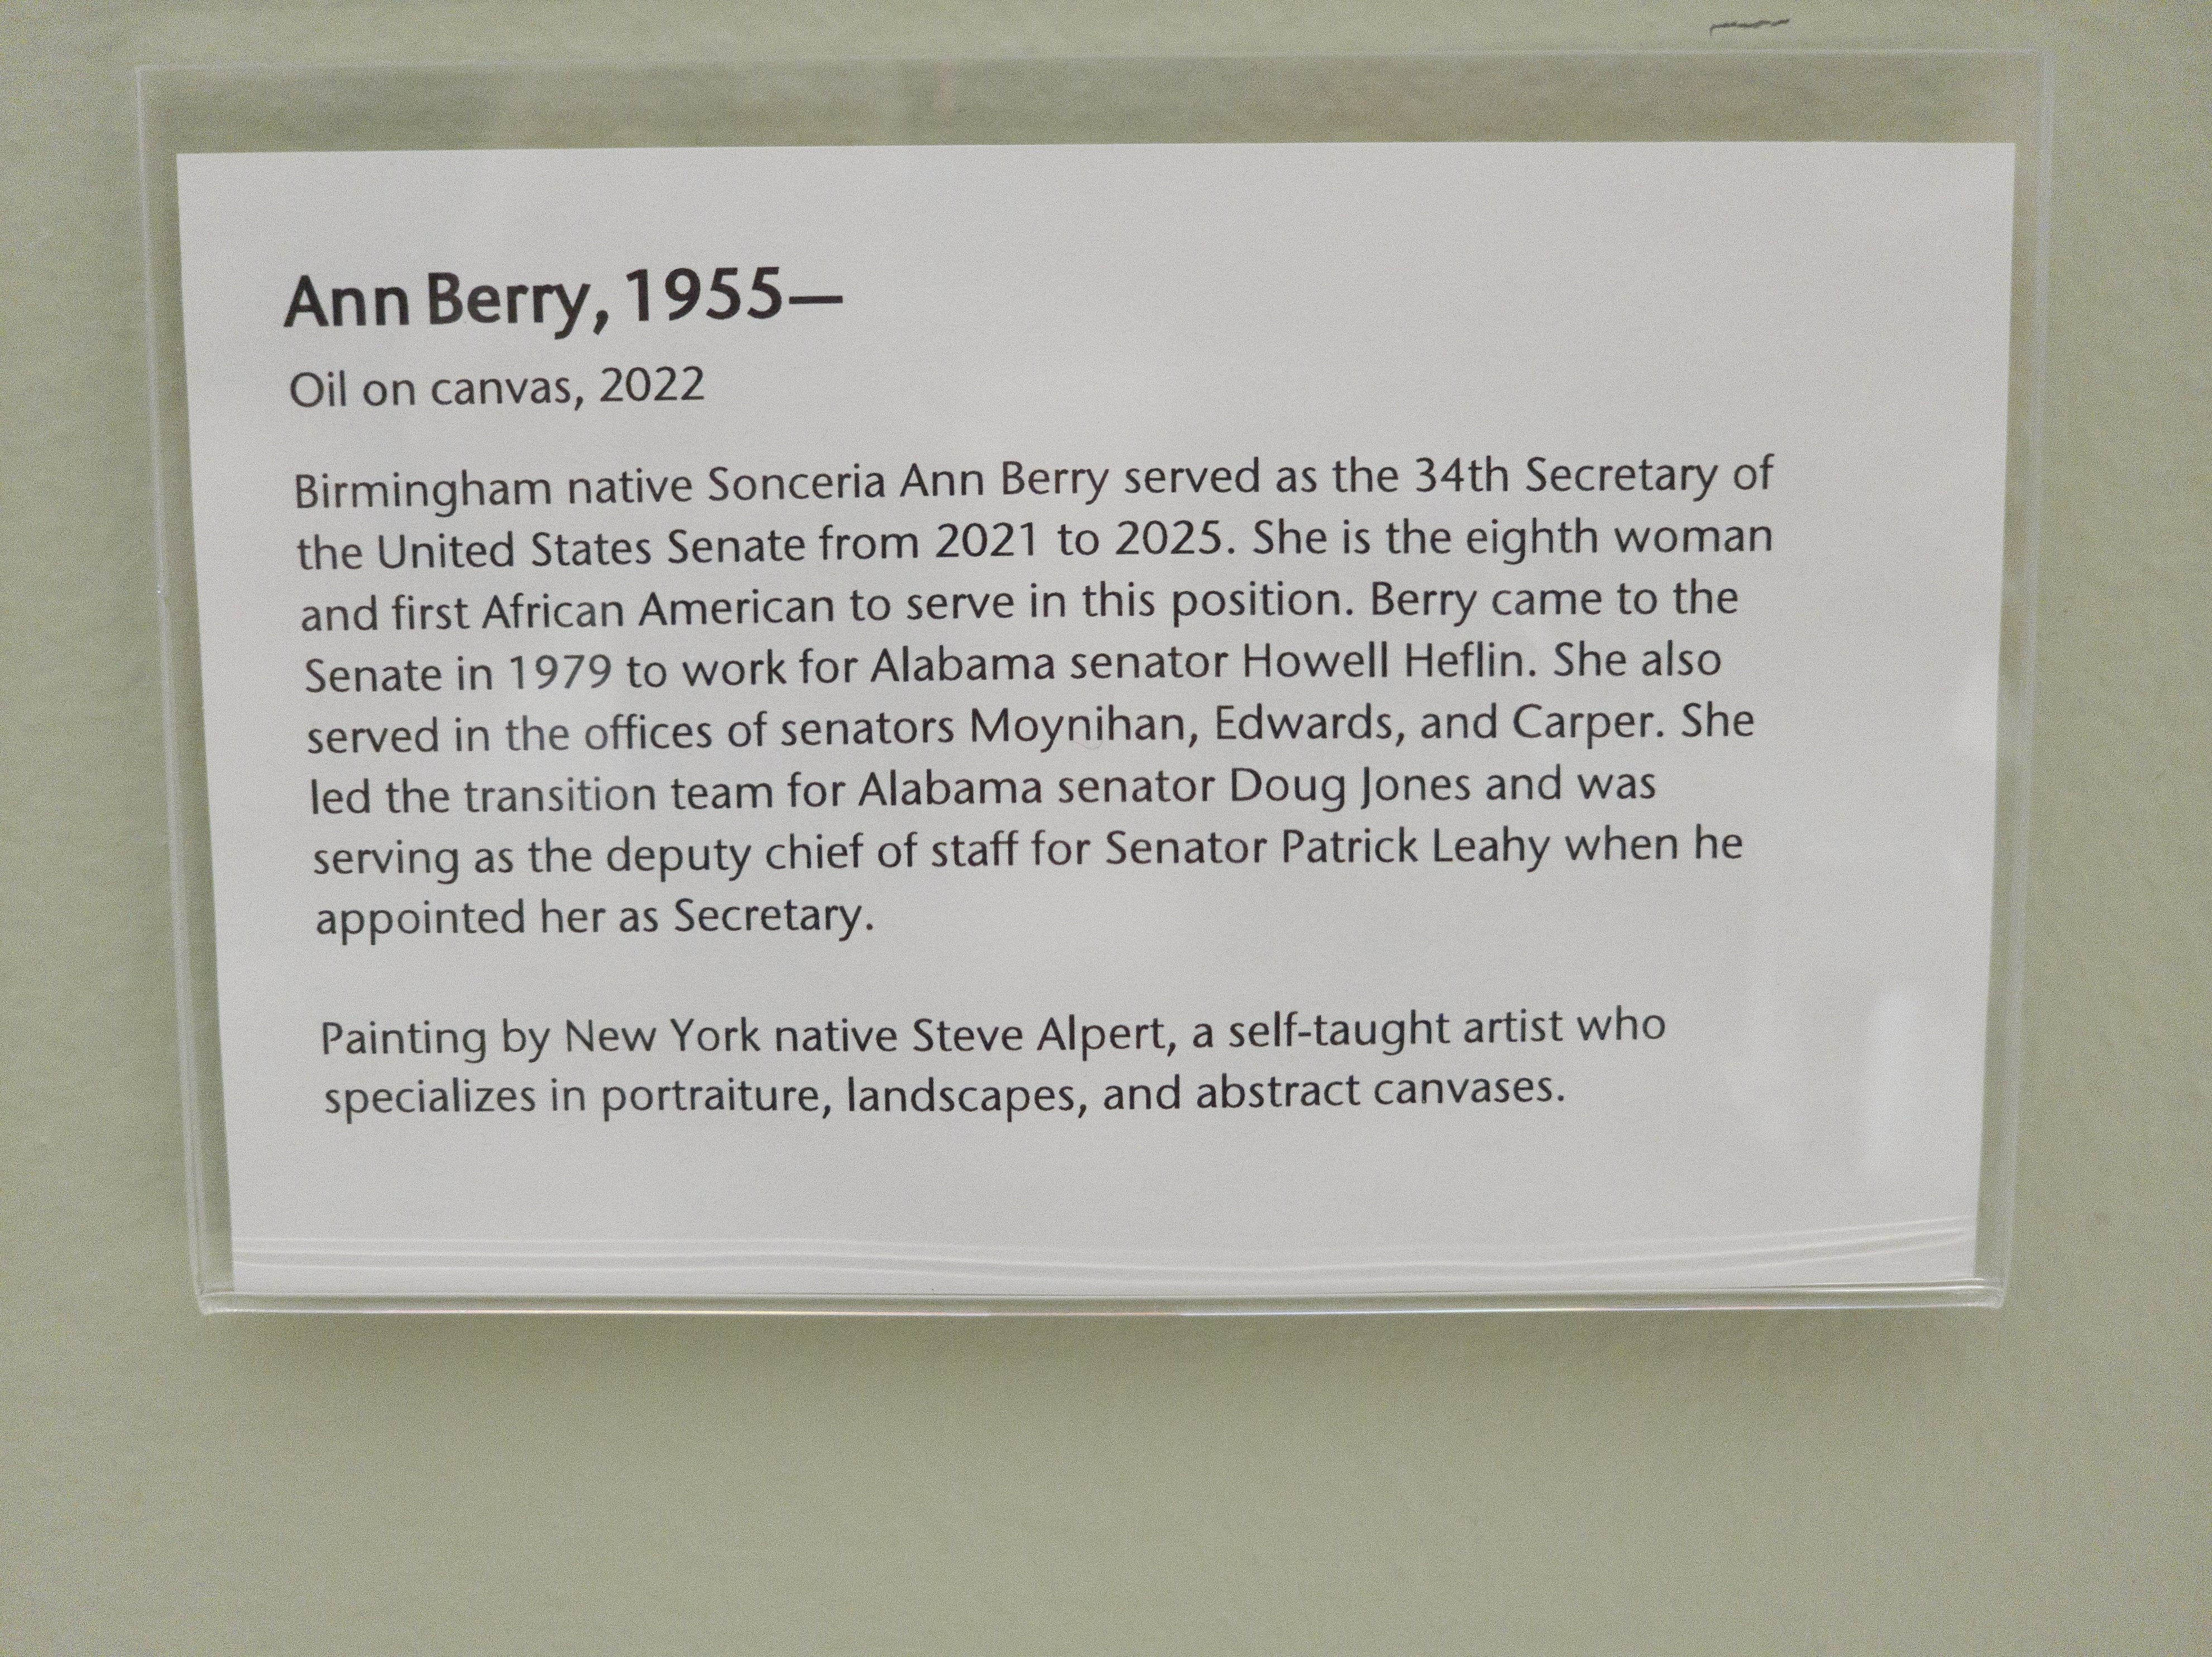 Ann Berry, 1955—
Oil on canvas, 2022
Birmingham native Sonceria Ann Berry served as the 34th Secretary of
the United States Senate from 2021 to 2025. She is the eighth woman
and first African American to serve in this position. Berry came to the
Senate in 1979 to work for Alabama senator Howell Heflin. She also
served in the offices of senators Moynihan, Edwards, and Carper. She
led the transition team for Alabama senator Doug Jones and was
serving as the deputy chief of staff for Senator Patrick Leahy when he
appointed her as Secretary.
Painting by New York native Steve Alpert, a self-taught artist who
specializes in portraiture, landscapes, and abstract canvases.